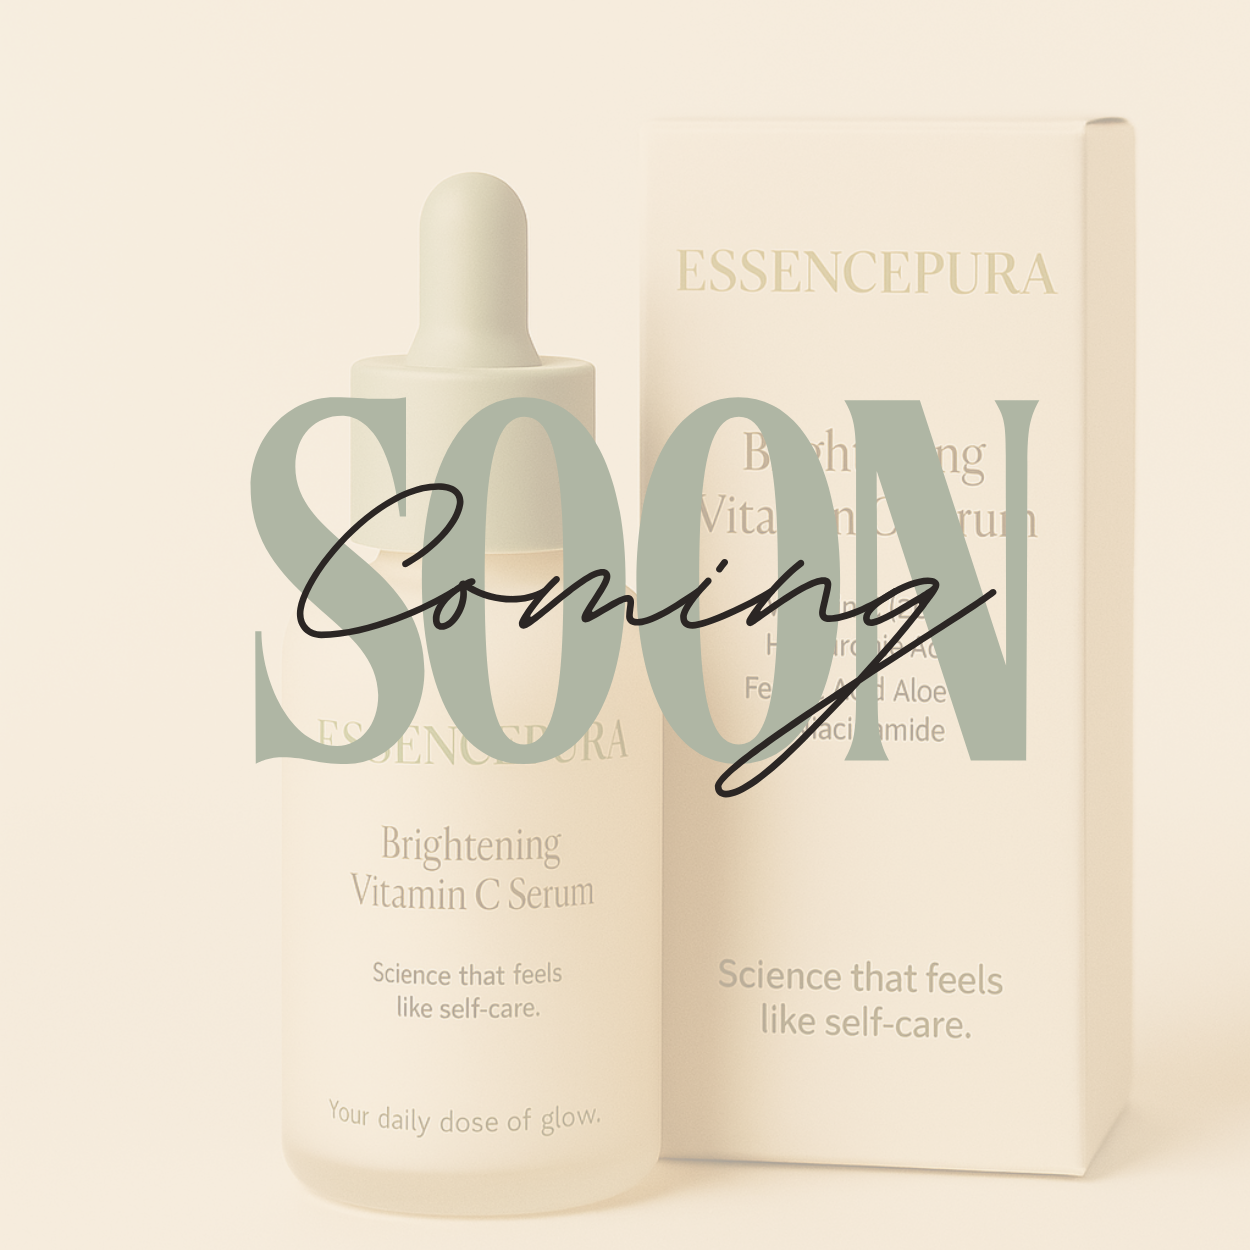 ESSENCEPURA
SOON
Coming
Aloe
ESSENCEPURA
Brightening
Vitamin C Serum
Science that feels
like self-care.
Your daily dose of glow.
Science that feels
like self-care.